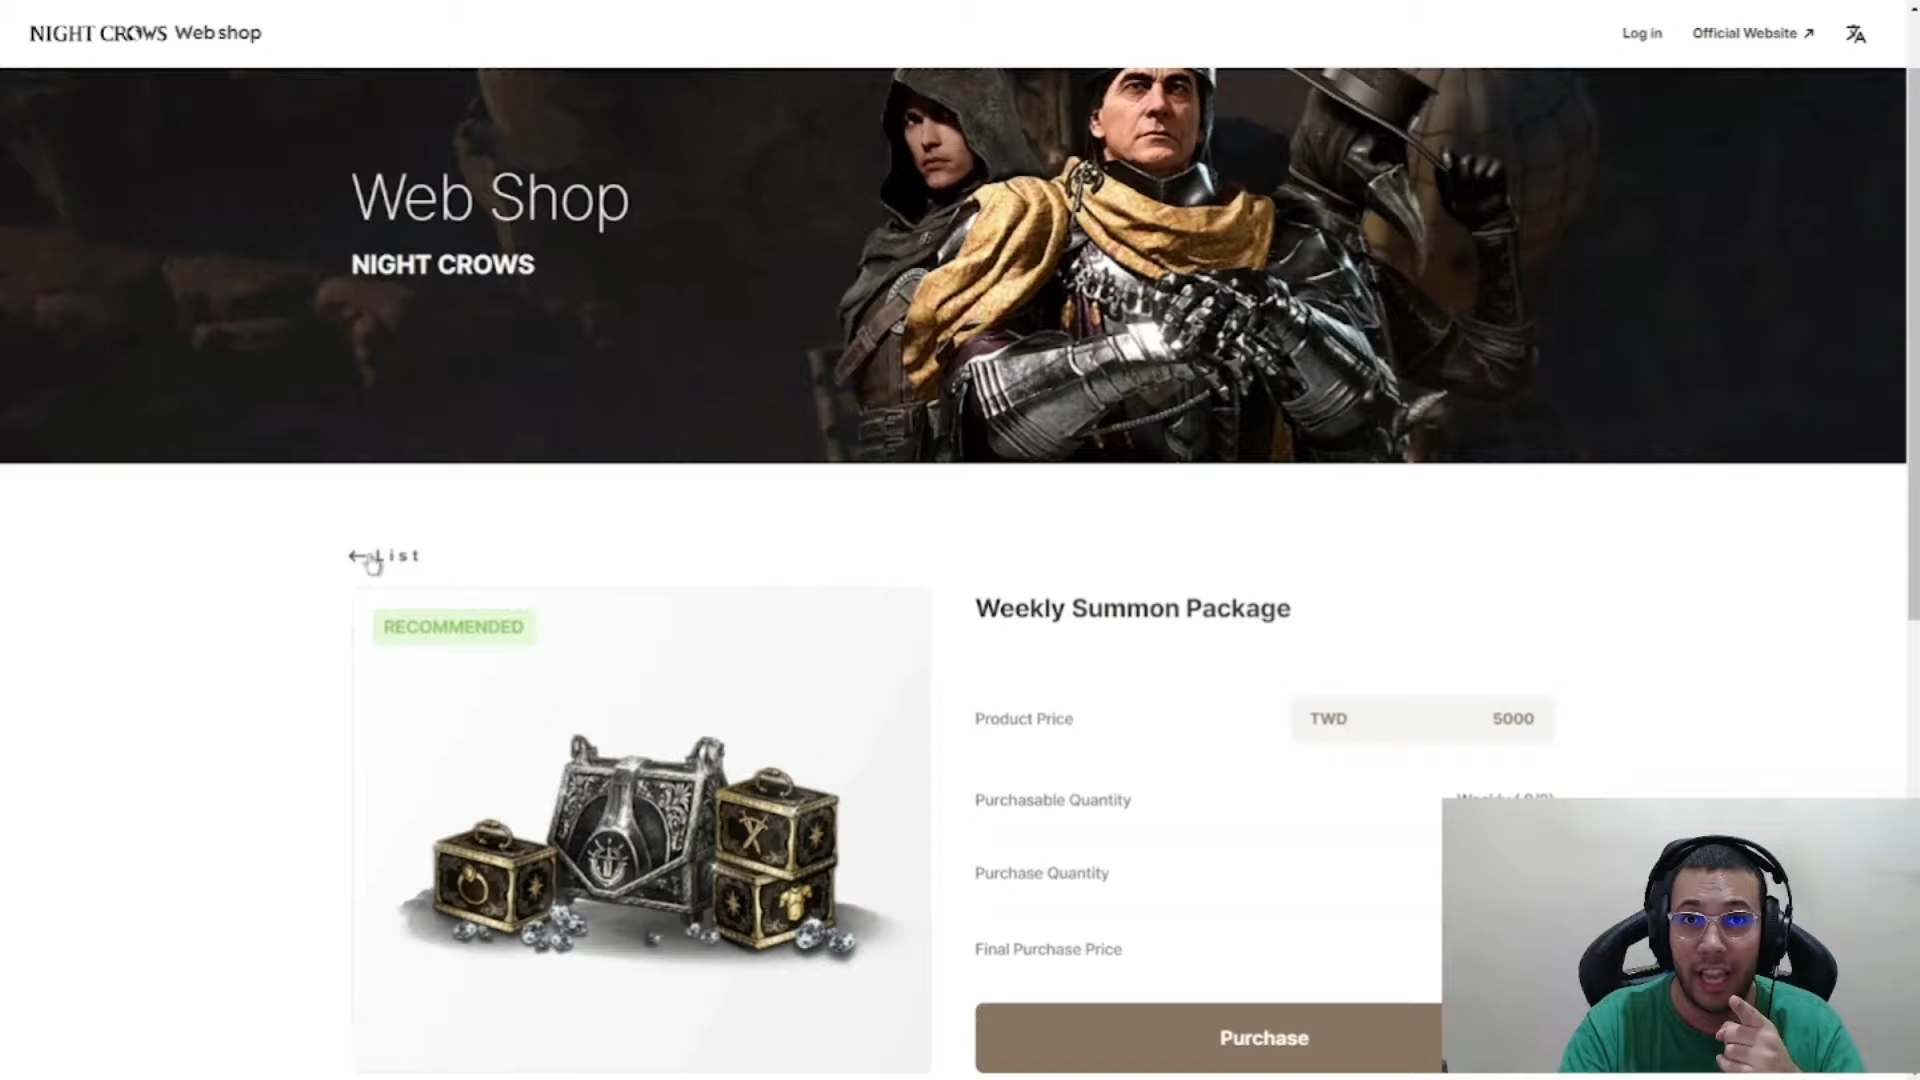 NIGHT CROWS Web shop
Log in
Official Website
Web Shop
NIGHT CROWS
List
RECOMMENDED
Weekly Summon Package
Product Price
TWD 5000
Purchasable Quantity
Purchase Quantity
Final Purchase Price
Purchase